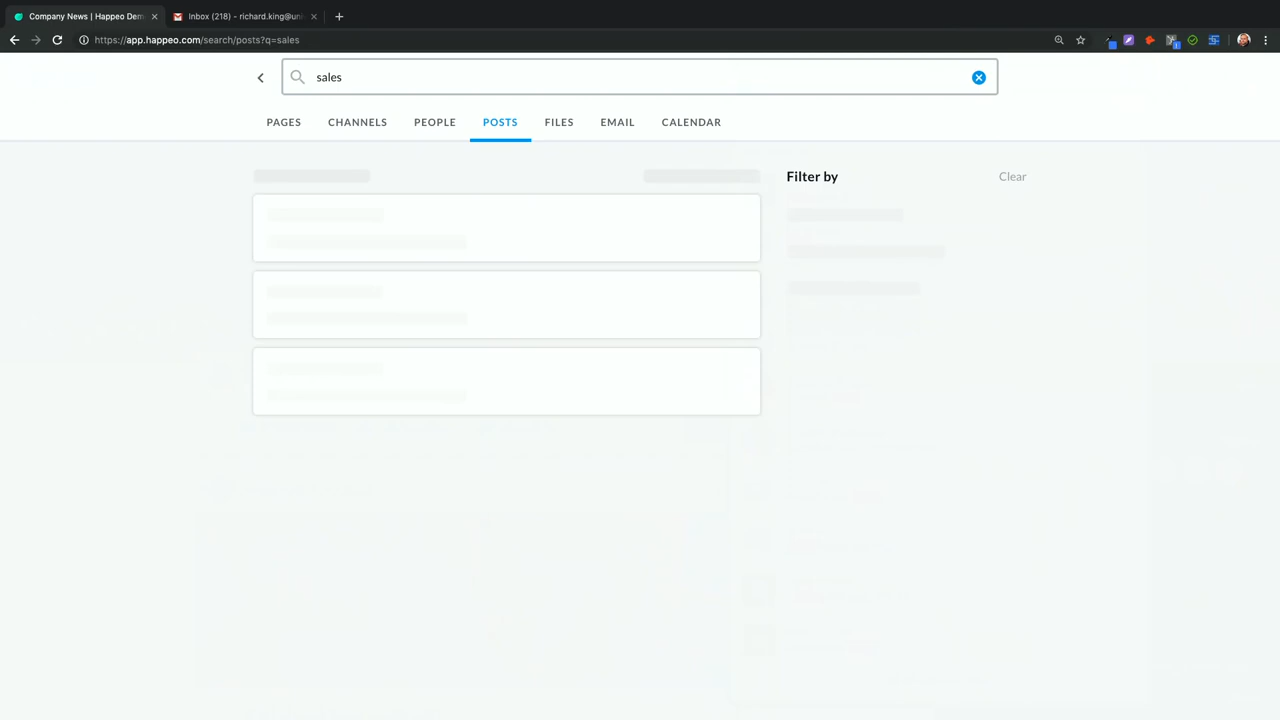 Company News | Happeo Dem
Inbox (218) - richard.king@uni
https://app.happeo.com/search/posts?q=sales
sales
PAGES CHANNELS PEOPLE POSTS FILES EMAIL CALENDAR
Filter by
Clear